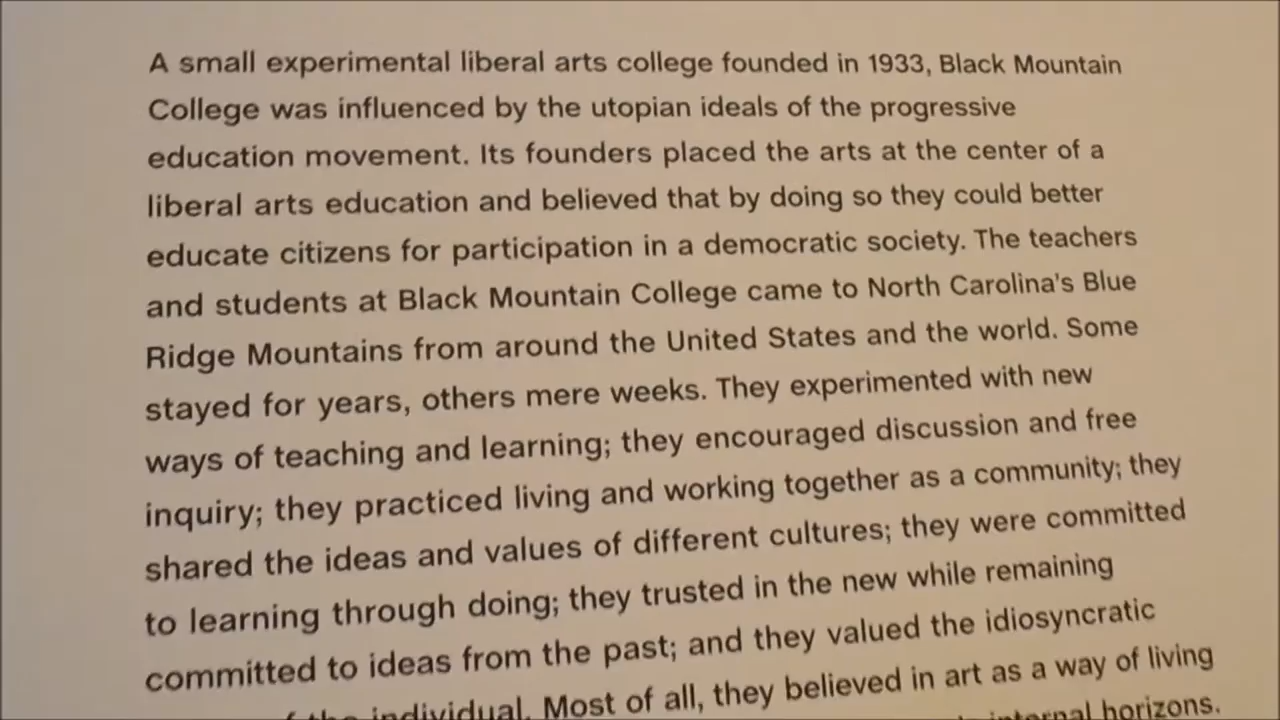 A small experimental liberal arts college founded in 1933, Black Mountain
College was influenced by the utopian ideals of the progressive
education movement. Its founders placed the arts at the center of a
liberal arts education and believed that by doing so they could better
educate citizens for participation in a democratic society. The teachers
and students at Black Mountain College came to North Carolina's Blue
Ridge Mountains from around the United States and the world. Some
stayed for years, others mere weeks. They experimented with new
ways of teaching and learning; they encouraged discussion and free
inquiry; they practiced living and working together as a community; they
shared the ideas and values of different cultures; they were committed
to learning through doing; they trusted in the new while remaining
committed to ideas from the past; and they valued the idiosyncratic
the individual. Most of all, they believed in art as a way of living
internal horizons.